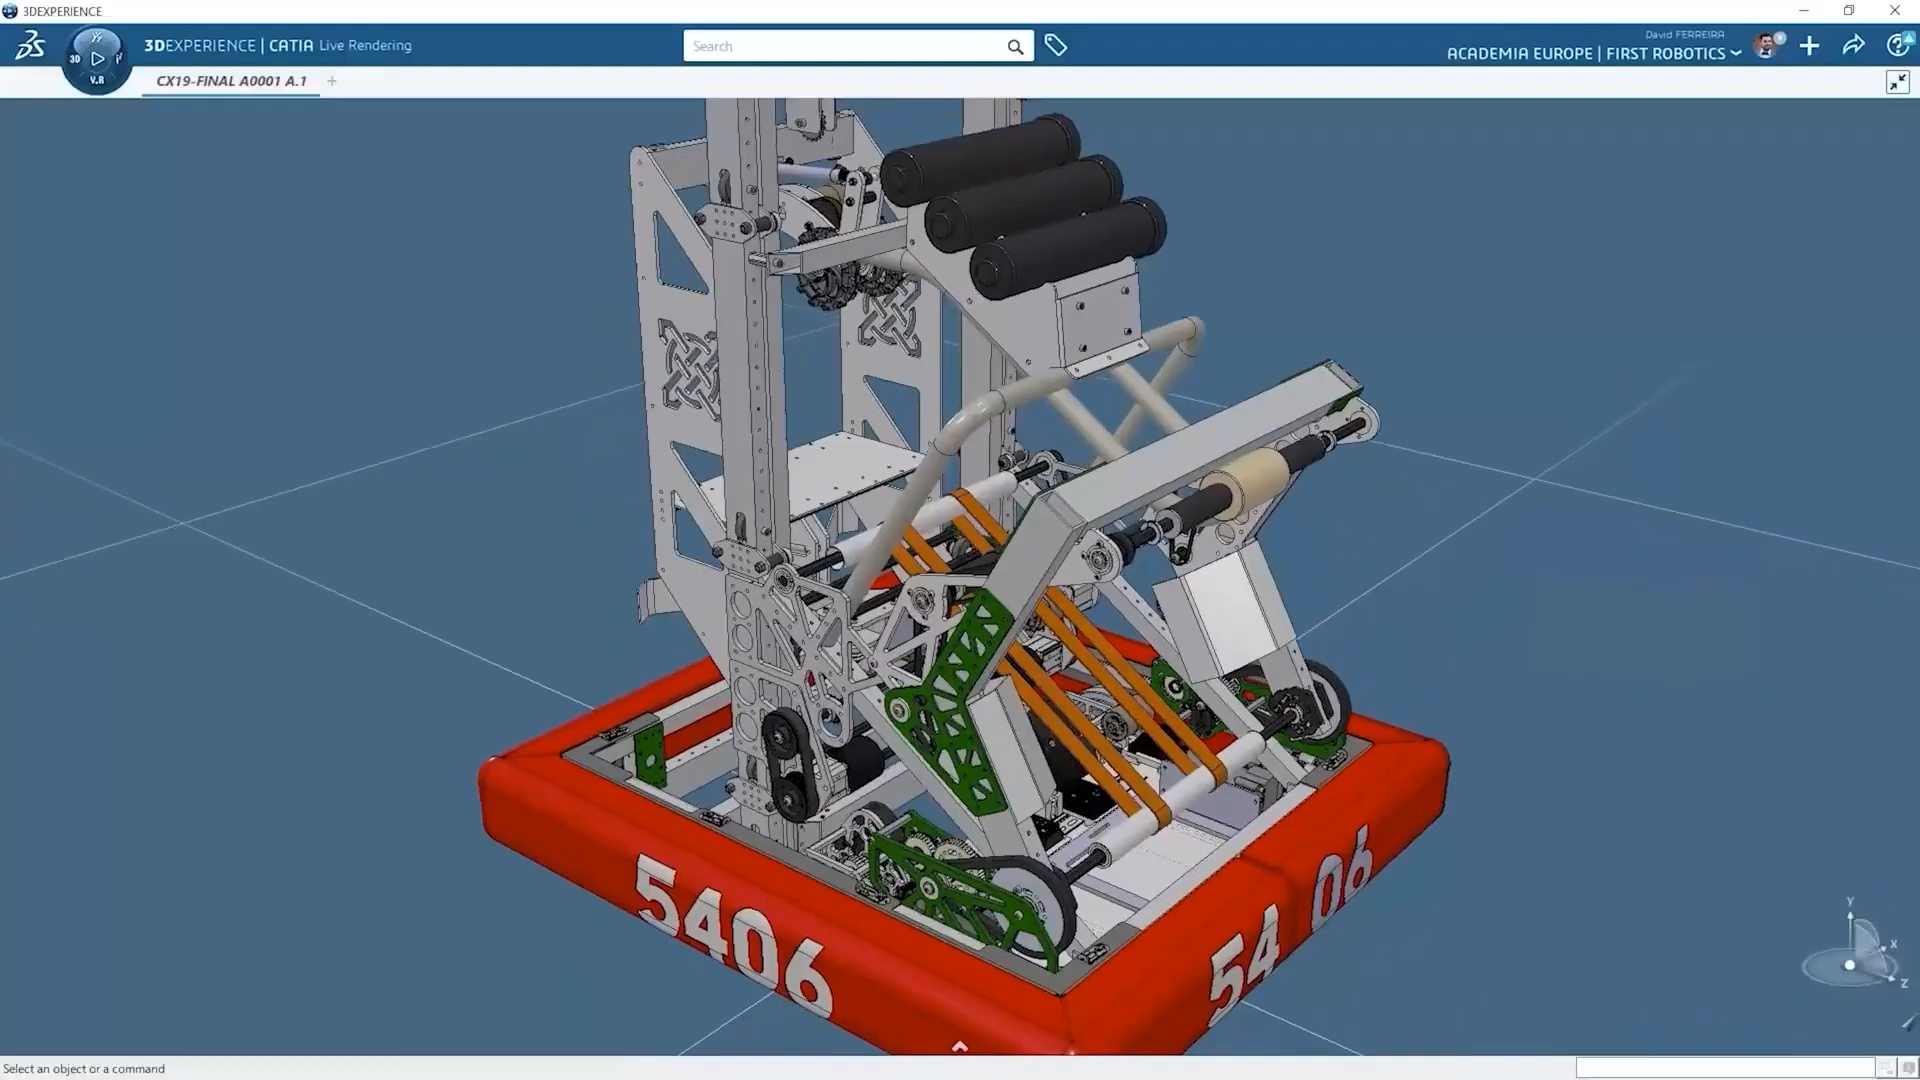 3DEXPERIENCE
3DEXPERIENCE | CATIA Live Rendering
Search
David FERREIRA
ACADEMIA EUROPE | FIRST ROBOTICS
3D
V.R
CX19-FINAL A0001 A.1
5406
54 06
Y
X
Z
Select an object or a command